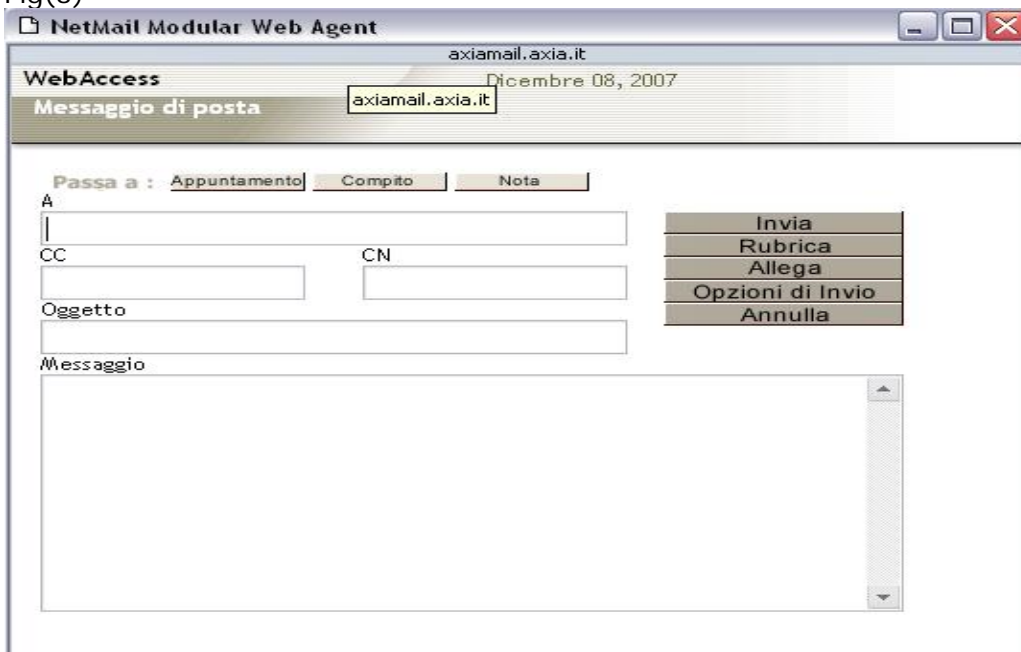 NetMail Modular Web Agent
axiamail.axia.it
WebAccess
Dicembre 08, 2007
axiamail.axia.it
Messaggio di posta
Passa a : Appuntamento Compito Nota
A
Invia
Rubrica
CC CN
Allega
Opzioni di Invio
Oggetto
Annulla
Messaggio